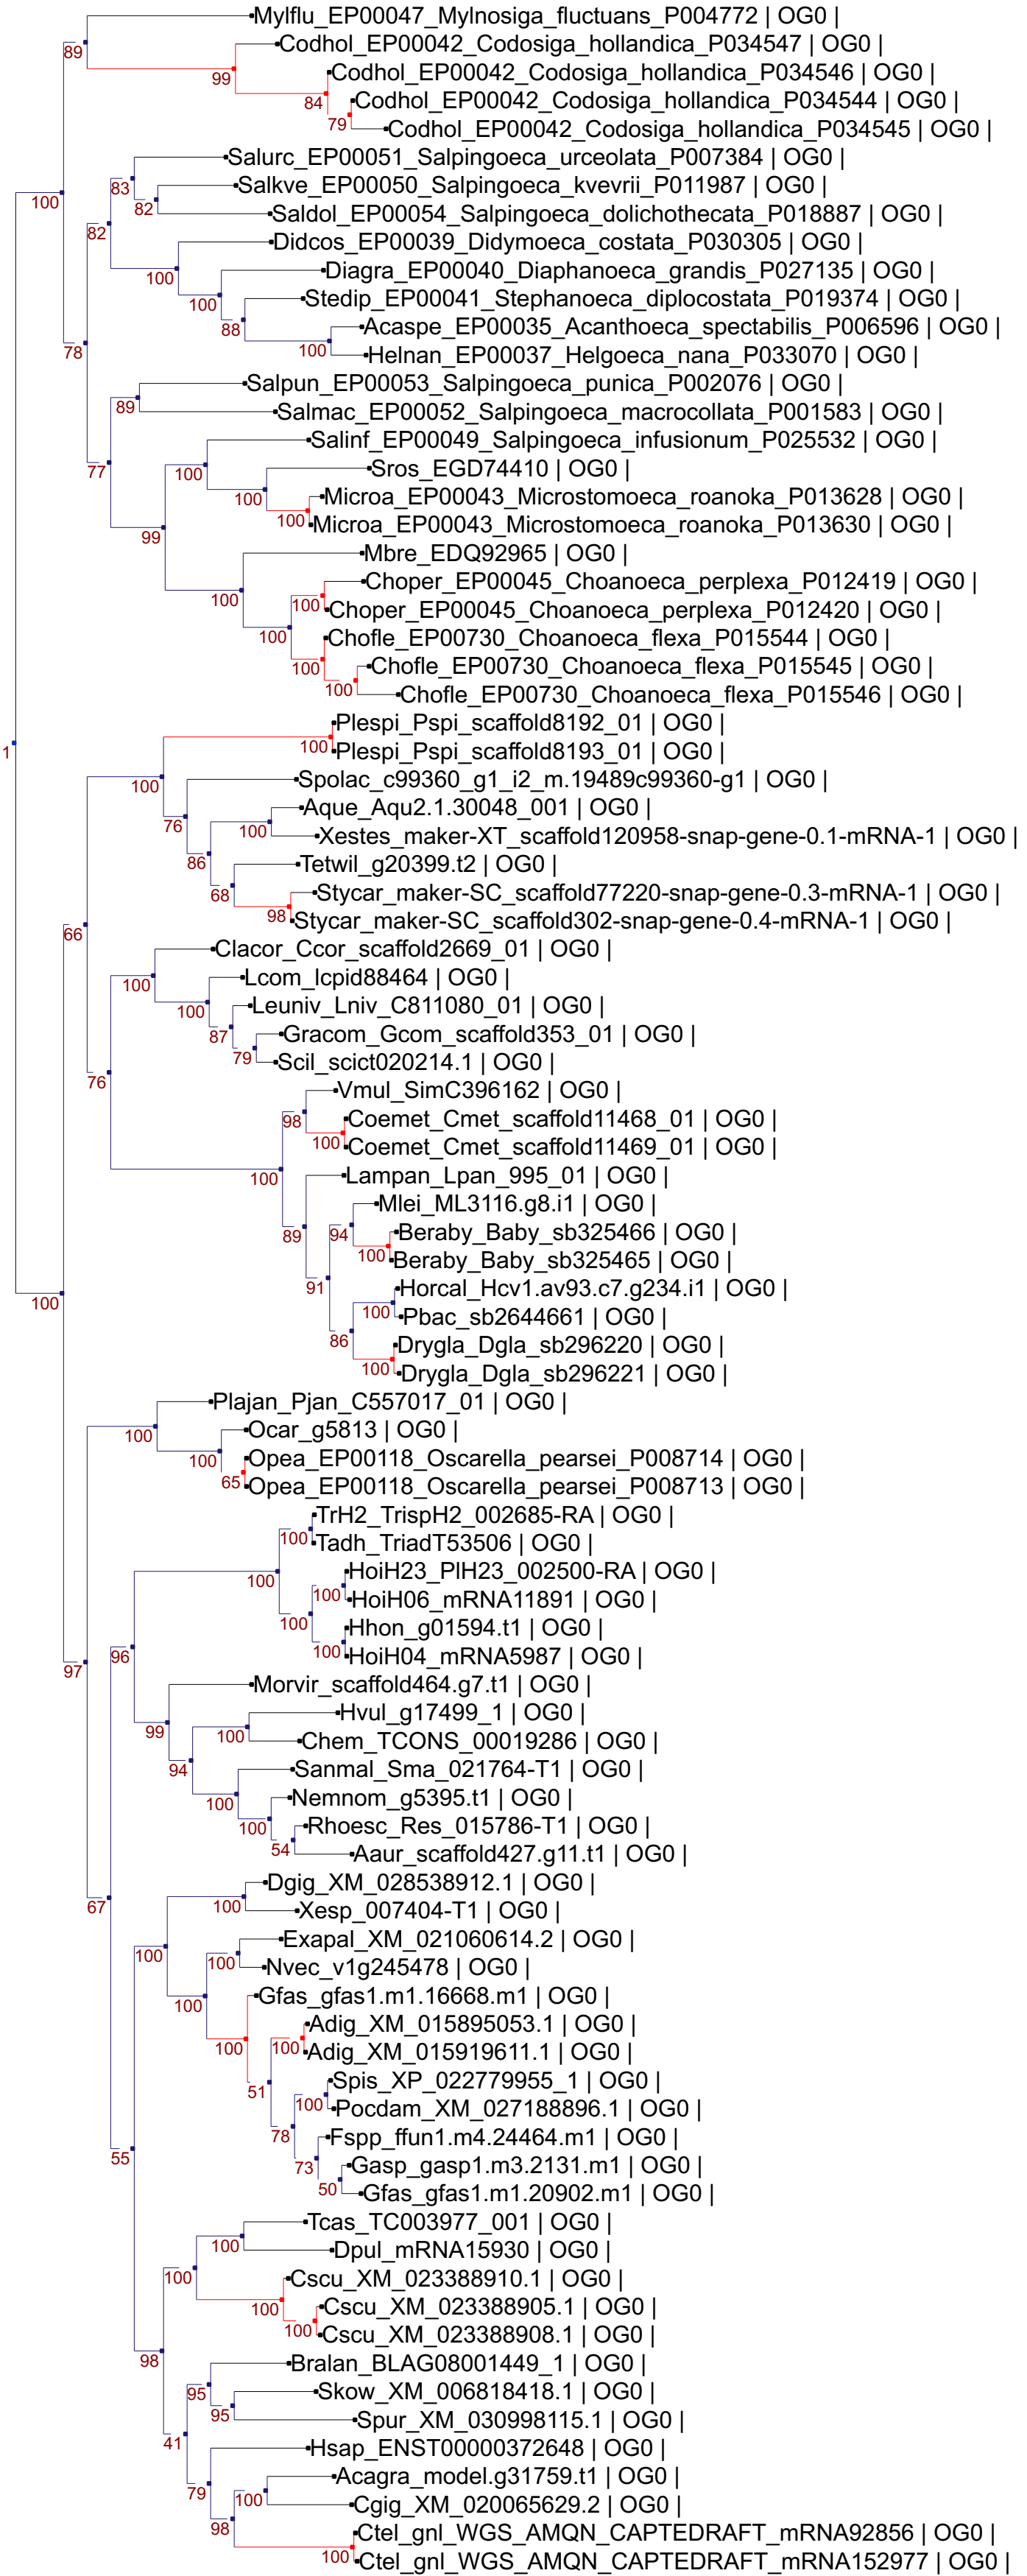 Mylflu_EP00047_Mylnosiga_fluctuans_P004772 | OG0 |
89
Codhol_EP00042_Codosiga_hollandica_P034547 | OG0 |
99
Codhol_EP00042_Codosiga_hollandica_P034546 | OG0 |
84
Codhol_EP00042_Codosiga_hollandica_P034544 | OG0 |
79
Codhol_EP00042_Codosiga_hollandica_P034545 | OG0 |
Salurc_EP00051_Salpingoeca_urceolata_P007384 | OG0 |
83
Salkve_EP00050_Salpingoeca_kvevrii_P011987 | OG0 |
100
82
Saldol_EP00054_Salpingoeca_dolichothecata_P018887 | OG0 |
82
Didcos_EP00039_Didymoeca_costata_P030305 | OG0 |
100
Diagra_EP00040_Diaphanoeca_grandis_P027135 | OG0 |
100
Stedip_EP00041_Stephanoeca_diplocostata_P019374 | OG0 |
88
Acaspe_EP00035_Acanthoeca_spectabilis_P006596 | OG0 |
78
100
Helnan_EP00037_Helgoeca_nana_P033070 | OG0 |
Salpun_EP00053_Salpingoeca_punica_P002076 | OG0 |
89
Salmac_EP00052_Salpingoeca_macrocollata_P001583 | OG0 |
Salinf_EP00049_Salpingoeca_infusionum_P025532 | OG0 |
77
100
Sros_EGD74410 | OG0 |
100
Microa_EP00043_Microstomoeca_roanoka_P013628 | OG0 |
100
Microa_EP00043_Microstomoeca_roanoka_P013630 | OG0 |
99
Mbre_EDQ92965 | OG0 |
Choper_EP00045_Choanoeca_perplexa_P012419 | OG0 |
100
100
Choper_EP00045_Choanoeca_perplexa_P012420 | OG0 |
100
Chofle_EP00730_Choanoeca_flexa_P015544 | OG0 |
100
Chofle_EP00730_Choanoeca_flexa_P015545 | OG0 |
100
Chofle_EP00730_Choanoeca_flexa_P015546 | OG0 |
Plespi_Pspi_scaffold8192_01 | OG0 |
100
1
Plespi_Pspi_scaffold8193_01 | OG0 |
100
Spolac_c99360_g1_i2_m.19489c99360-g1 | OG0 |
Aque_Aqu2.1.30048_001 | OG0 |
76
100
Xestes_maker-XT_scaffold120958-snap-gene-0.1-mRNA-1 | OG0 |
86
Tetwil_g20399.t2 | OG0 |
68
Stycar_maker-SC_scaffold77220-snap-gene-0.3-mRNA-1 | OG0 |
98
Stycar_maker-SC_scaffold302-snap-gene-0.4-mRNA-1 | OG0 |
66
Clacor_Ccor_scaffold2669_01 | OG0 |
100
Lcom_lcpid88464 | OG0 |
100
Leuniv_Lniv_C811080_01 | OG0 |
87
Gracom_Gcom_scaffold353_01 | OG0 |
79
Scil_scict020214.1 | OG0 |
76
Vmul_SimC396162 | OG0 |
98
Coemet_Cmet_scaffold11468_01 | OG0 |
100
Coemet_Cmet_scaffold11469_01 | OG0 |
100
Lampan_Lpan_995_01 | OG0 |
Mlei_ML3116.g8.i1 | OG0 |
89
94
Beraby_Baby_sb325466 | OG0 |
100
Beraby_Baby_sb325465 | OG0 |
91
Horcal_Hcv1.av93.c7.g234.i1 | OG0 |
100
100
Pbac_sb2644661 | OG0 |
86
Drygla_Dgla_sb296220 | OG0 |
100
Drygla_Dgla_sb296221 | OG0 |
Plajan_Pjan_C557017_01 | OG0 |
100
Ocar_g5813 | OG0 |
100
Opea_EP00118_Oscarella_pearsei_P008714 | OG0 |
65
Opea_EP00118_Oscarella_pearsei_P008713 | OG0 |
TrH2_TrispH2_002685-RA | OG0 |
100
Tadh_TriadT53506 | OG0 |
HoiH23_PlH23_002500-RA | OG0 |
100
100
HoiH06_mRNA11891 | OG0 |
100
Hhon_g01594.t1 | OG0 |
100
HoiH04_mRNA5987 | OG0 |
96
97
Morvir_scaffold464.g7.t1 | OG0 |
Hvul_g17499_1 | OG0 |
99
100
Chem_TCONS_00019286 | OG0 |
94
Sanmal_Sma_021764-T1 | OG0 |
100
Nemnom_g5395.t1 | OG0 |
100
Rhoesc_Res_015786-T1 | OG0 |
54
Aaur_scaffold427.g11.t1 | OG0 |
Dgig_XM_028538912.1 | OG0 |
67
100
Xesp_007404-T1 | OG0 |
Exapal_XM_021060614.2 | OG0 |
100
100
Nvec_v1g245478 | OG0 |
100
Gfas_gfas1.m1.16668.m1 | OG0 |
Adig_XM_015895053.1 | OG0 |
100
100
Adig_XM_015919611.1 | OG0 |
Spis_XP_022779955_1 | OG0 |
51
100
Pocdam_XM_027188896.1 | OG0 |
78
Fspp_ffun1.m4.24464.m1 | OG0 |
55
73
Gasp_gasp1.m3.2131.m1 | OG0 |
50
Gfas_gfas1.m1.20902.m1 | OG0 |
Tcas_TC003977_001 | OG0 |
100
Dpul_mRNA15930 | OG0 |
100
Cscu_XM_023388910.1 | OG0 |
100
Cscu_XM_023388905.1 | OG0 |
100
Cscu_XM_023388908.1 | OG0 |
98
Bralan_BLAG08001449_1 | OG0 |
95
Skow_XM_006818418.1 | OG0 |
95
Spur_XM_030998115.1 | OG0 |
41
Hsap_ENST00000372648 | OG0 |
79
Acagra_model.g31759.t1 | OG0 |
100
Cgig_XM_020065629.2 | OG0 |
98
Ctel_gnl_WGS_AMQN_CAPTEDRAFT_mRNA92856 | OG0 |
100
Ctel_gnl_WGS_AMQN_CAPTEDRAFT_mRNA152977 | OG0 |